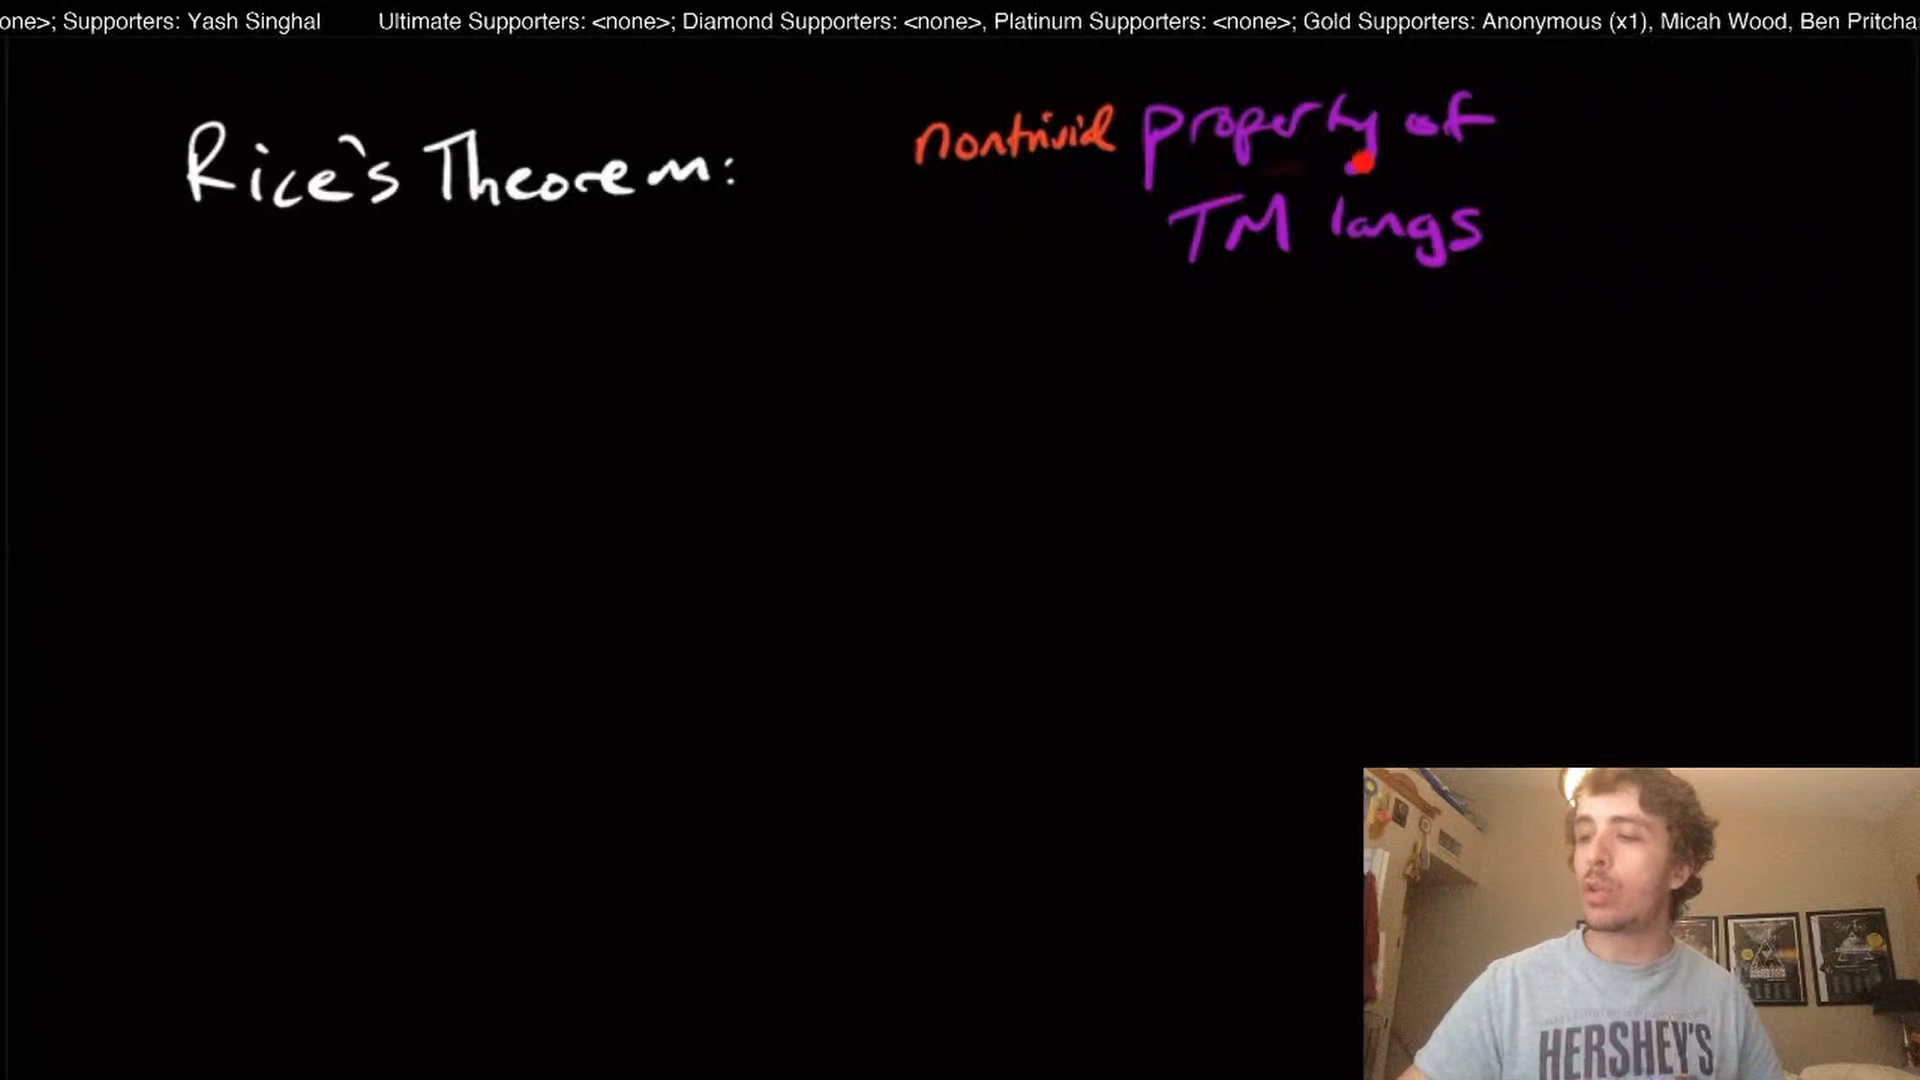 one>; Supporters: Yash Singhal Ultimate Supporters: <none>; Diamond Supporters: <none>, Platinum Supporters: <none>; Gold Supporters: Anonymous (x1), Micah Wood, Ben Pritcha
Rice's Theorem:
nontrivial property of
TM langs
HERSHEY'S